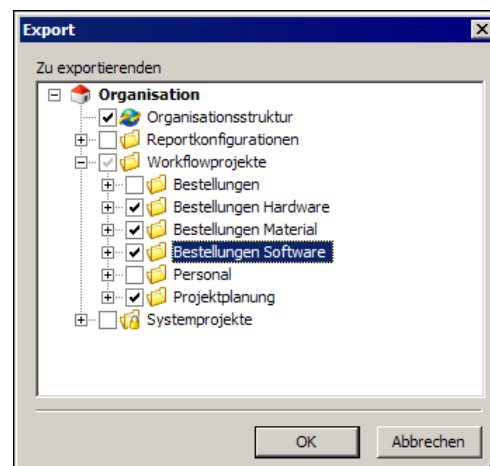 Export
Zu exportierenden
Organisation
Organisationsstruktur
Reportkonfigurationen
Workflowprojekte
Bestellungen
Bestellungen Hardware
Bestellungen Material
Bestellungen Software
Personal
Projektplanung
Systemprojekte
OK
Abbrechen